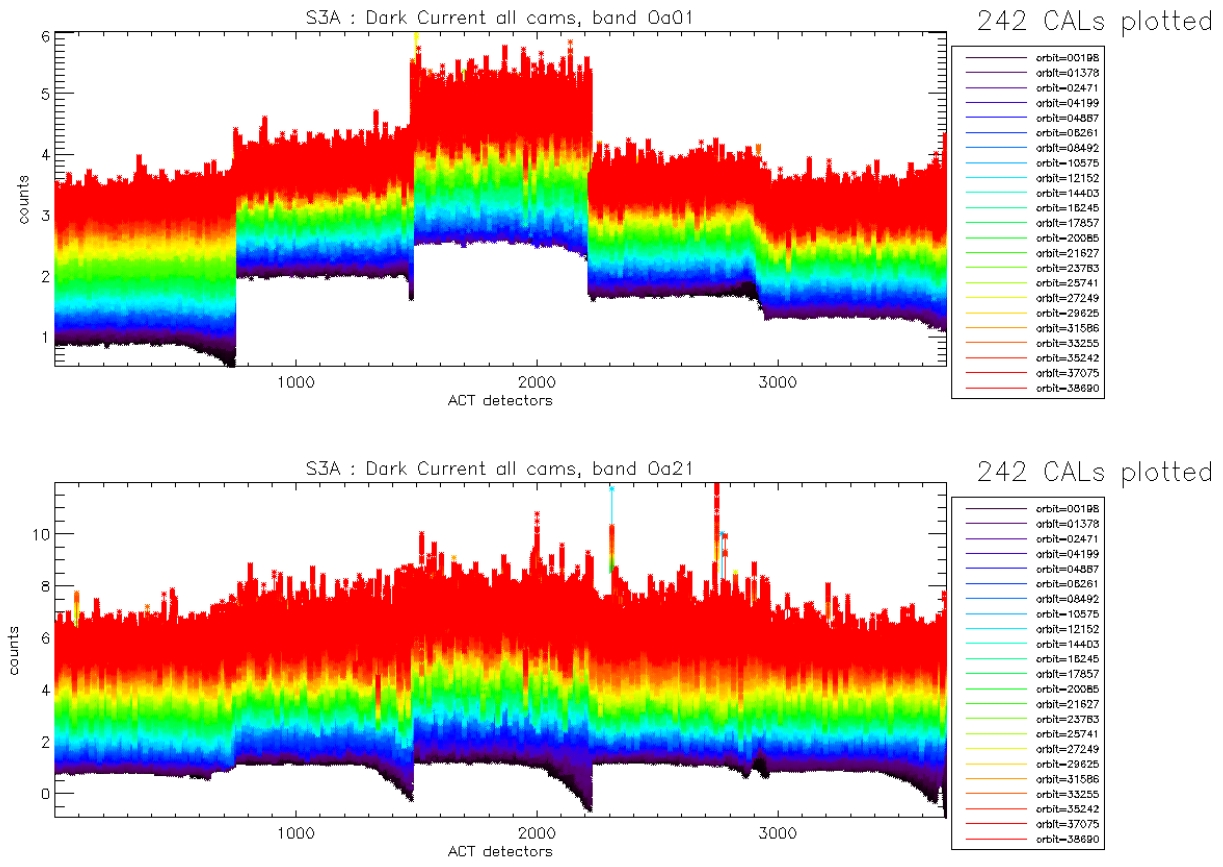 S3A : Dark Current all cams, band Oa01
242 CALs plotted
6
5
4
3
2
1
counts
1000
2000
3000
ACT detectors
orbit=00198
orbit=01378
orbit=02471
orbit=04199
orbit=04887
orbit=06261
orbit=08492
orbit=10575
orbit=12152
orbit=14403
orbit=16245
orbit=17857
orbit=20085
orbit=21627
orbit=23783
orbit=25741
orbit=27249
orbit=29625
orbit=31586
orbit=33255
orbit=35242
orbit=37075
orbit=38690
S3A : Dark Current all cams, band Oa21
242 CALs plotted
10
8
6
4
2
0
counts
1000
2000
3000
ACT detectors
orbit=00198
orbit=01378
orbit=02471
orbit=04199
orbit=04887
orbit=06261
orbit=08492
orbit=10575
orbit=12152
orbit=14403
orbit=16245
orbit=17857
orbit=20085
orbit=21627
orbit=23783
orbit=25741
orbit=27249
orbit=29625
orbit=31586
orbit=33255
orbit=35242
orbit=37075
orbit=38690